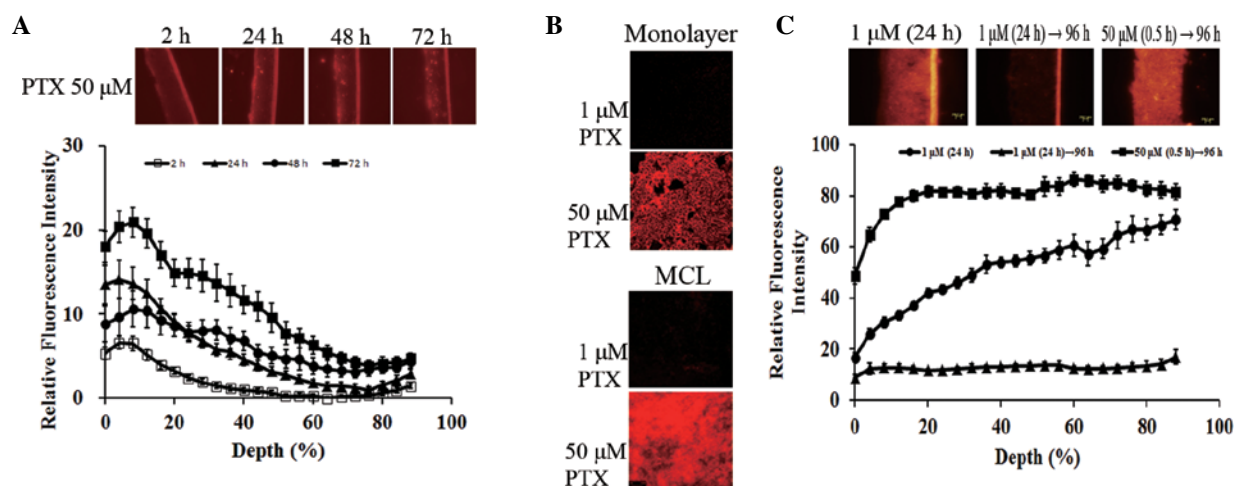 A
2 h 24 h 48 h 72 h
PTX 50 μM
Relative Fluorescence Intensity
30
20
10
0
2 h 24 h 48 h 72 h
0 20 40 60 80 100
Depth (%)
B
Monolayer
1 μM
PTX
50 μM
PTX
MCL
1 μM
PTX
50 μM
PTX
C
1 μM (24 h) 1 μM (24 h) → 96 h 50 μM (0.5 h) → 96 h
Relative Fluorescence
Intensity
100
80
60
40
20
0
1 μM (24 h) 1 μM (24 h)→96 h 50 μM (0.5 h)→96 h
0 20 40 60 80 100
Depth (%)